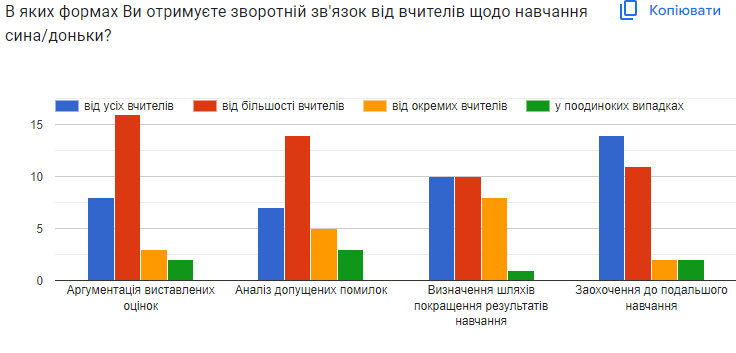 В яких формах Ви отримуєте зворотній зв'язок від вчителів щодо навчання
сина/доньки?
Копіювати
від усіх вчителів
від більшості вчителів
від окремих вчителів
у поодиноких випадках
15
10
5
0
Аргументація виставлених
оцінок
Аналіз допущених помилок
Визначення шляхів
покращення результатів
навчання
Заохочення до подальшого
навчання